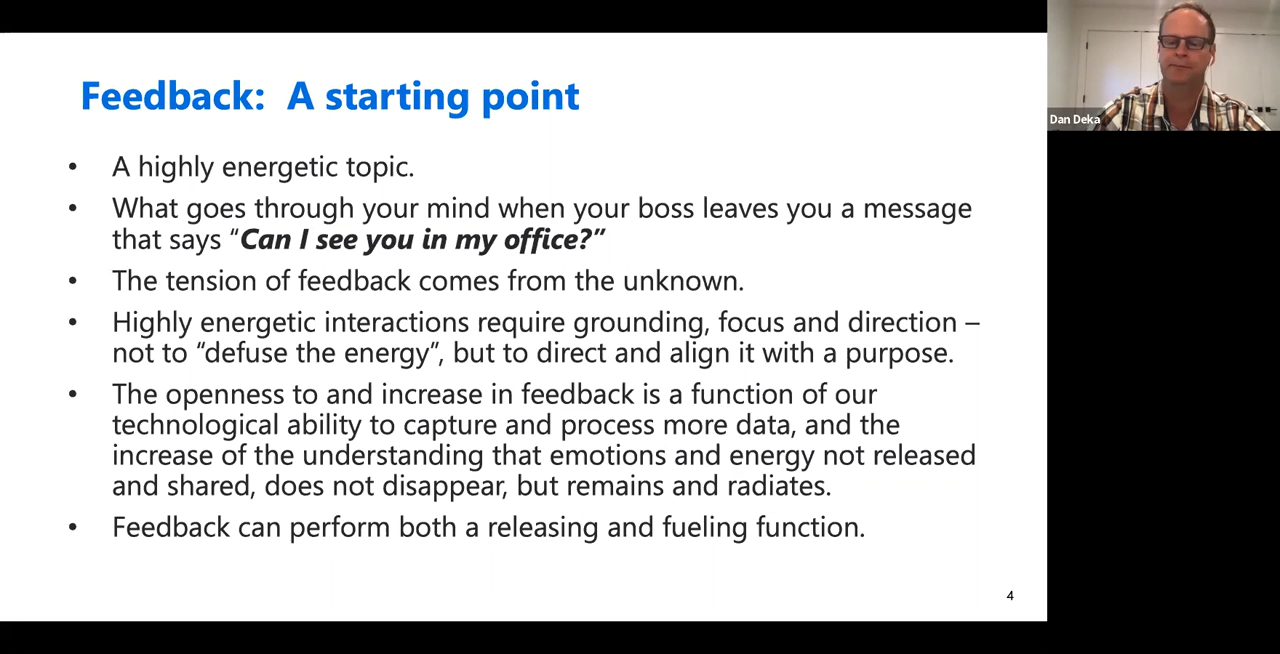 Feedback:  A starting point
• A highly energetic topic.
• What goes through your mind when your boss leaves you a message
that says “Can I see you in my office?”
• The tension of feedback comes from the unknown.
• Highly energetic interactions require grounding, focus and direction –
not to “defuse the energy”, but to direct and align it with a purpose.
• The openness to and increase in feedback is a function of our
technological ability to capture and process more data, and the
increase of the understanding that emotions and energy not released
and shared, does not disappear, but remains and radiates.
• Feedback can perform both a releasing and fueling function.
4
Dan Deka